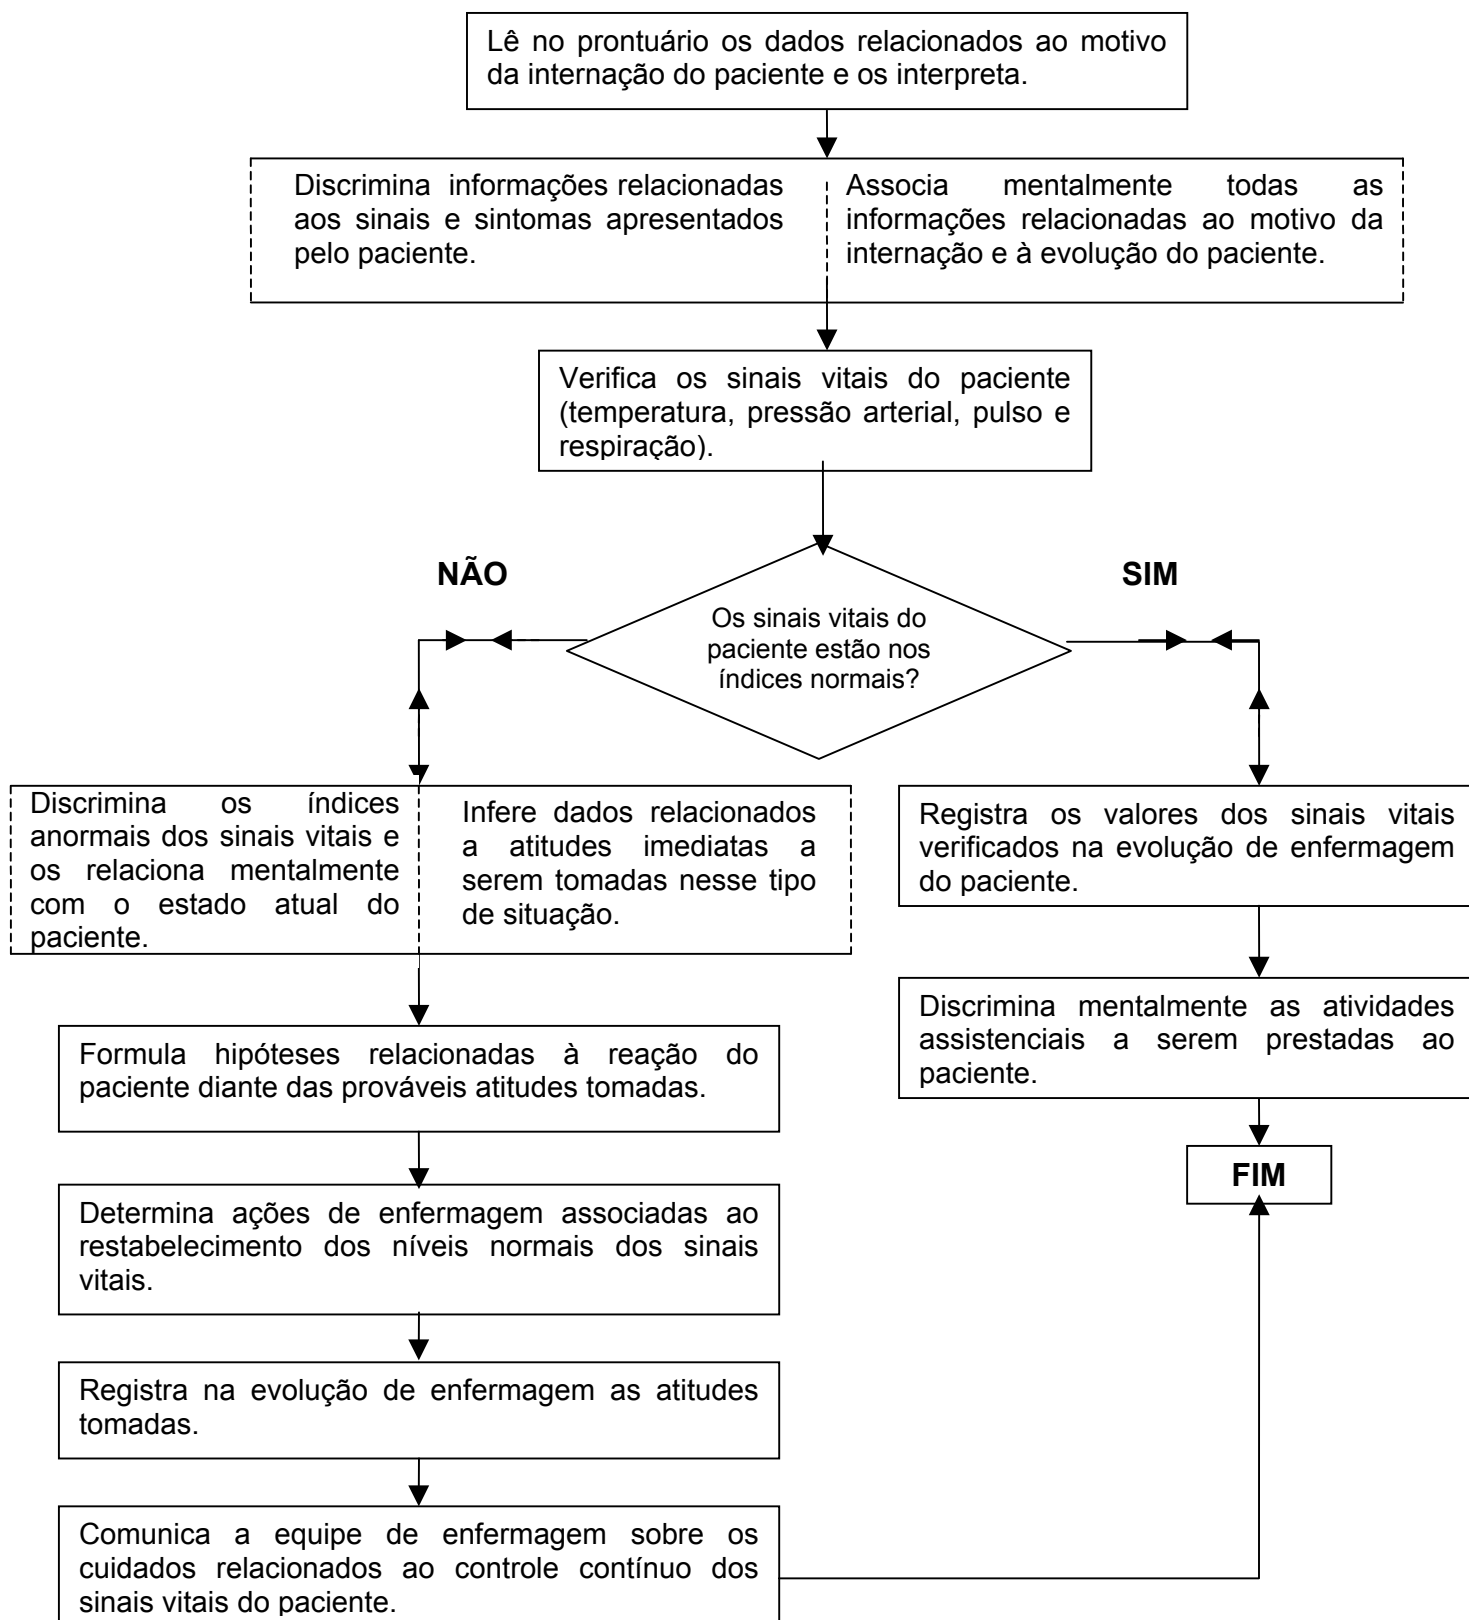 Lê no prontuário os dados relacionados ao motivo
da internação do paciente e os interpreta.
Discrimina informações relacionadas
aos sinais e sintomas apresentados
pelo paciente.
Associa mentalmente todas as
informações relacionadas ao motivo da
internação e à evolução do paciente.
Verifica os sinais vitais do paciente
(temperatura, pressão arterial, pulso e
respiração).
NÃO
SIM
Os sinais vitais do
paciente estão nos
índices normais?
Discrimina os índices
anormais dos sinais vitais e
os relaciona mentalmente
com o estado atual do
paciente.
Infere dados relacionados
a atitudes imediatas a
serem tomadas nesse tipo
de situação.
Registra os valores dos sinais vitais
verificados na evolução de enfermagem
do paciente.
Discrimina mentalmente as atividades
assistenciais a serem prestadas ao
paciente.
Formula hipóteses relacionadas à reação do
paciente diante das prováveis atitudes tomadas.
FIM
Determina ações de enfermagem associadas ao
restabelecimento dos níveis normais dos sinais
vitais.
Registra na evolução de enfermagem as atitudes
tomadas.
Comunica a equipe de enfermagem sobre os
cuidados relacionados ao controle contínuo dos
sinais vitais do paciente.